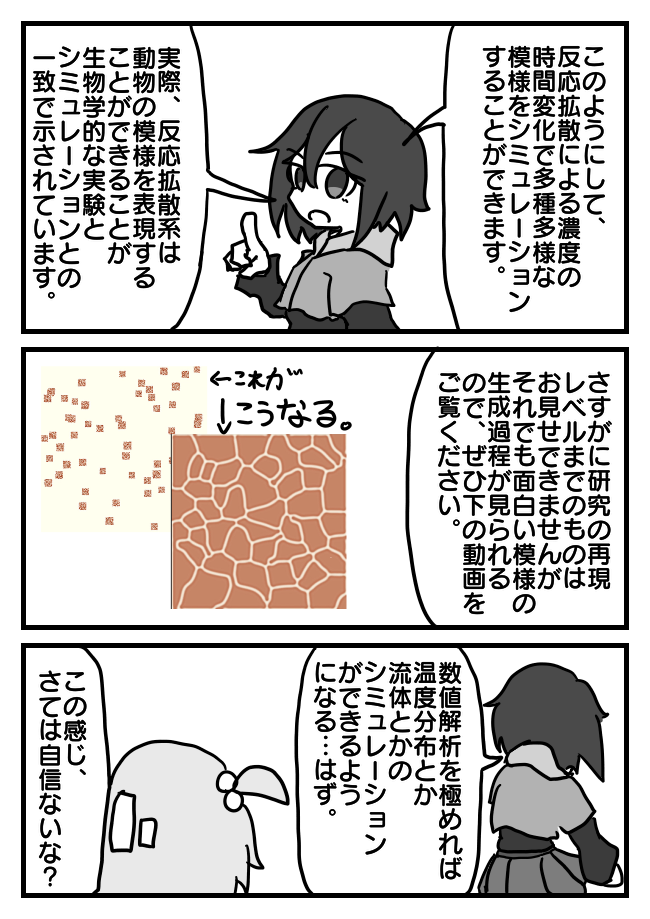 このようにして、
反応拡散による濃度の
時間変化で多種多様な
模様をシミュレーション
することができます。
実際、反応拡散系は
動物の模様を表現する
ことができることが
生物学的な実験と
シミュレーションとの
一致で示されています。
さすがに研究の再現
レベルまでのものは
お見せできませんが
それでも面白い模様の
生成過程が見られる
ので、ぜひ下の動画を
ご覧ください。
←これが
↓こうなる。
数値解析を極めれば
温度分布とか
流体とかの
シミュレーション
ができるよう
になる…はず。
この感じ、
さては自信ないな？